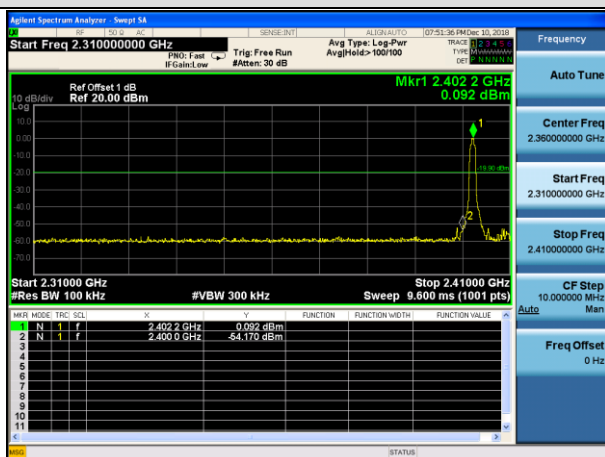 Agilent Spectrum Analyzer - Swept SA
RF 50 Ω AC SENSE:INT ALIGNAUTO 07:51:36 PM Dec 10, 2018
Start Freq 2.310000000 GHz
PNO: Fast
IFGain:Low
Trig: Free Run
#Atten: 30 dB
Avg Type: Log-Pwr
Avg|Hold:>100/100
TRACE 1 2 3 4 5 6
TYPE
DET P N N N N N
Ref Offset 1 dB
Ref 20.00 dBm
10 dB/div
Log
Mkr1 2.402 2 GHz
0.092 dBm
10.0
0.00
-10.0
-20.0
-30.0
-40.0
-50.0
-60.0
-70.0
1
2
-19.90 dBm
Start 2.31000 GHz
Stop 2.41000 GHz
#Res BW 100 kHz
#VBW 300 kHz
Sweep 9.600 ms (1001 pts)
MKR MODE TRC SCL X Y FUNCTION FUNCTION WIDTH FUNCTION VALUE
1 N 1 f 2.402 2 GHz 0.092 dBm
2 N 1 f 2.400 0 GHz -54.170 dBm
3
4
5
6
7
8
9
10
11
MSG
STATUS
Frequency
Auto Tune
Center Freq
2.360000000 GHz
Start Freq
2.310000000 GHz
Stop Freq
2.410000000 GHz
CF Step
10.000000 MHz
Auto Man
Freq Offset
0 Hz